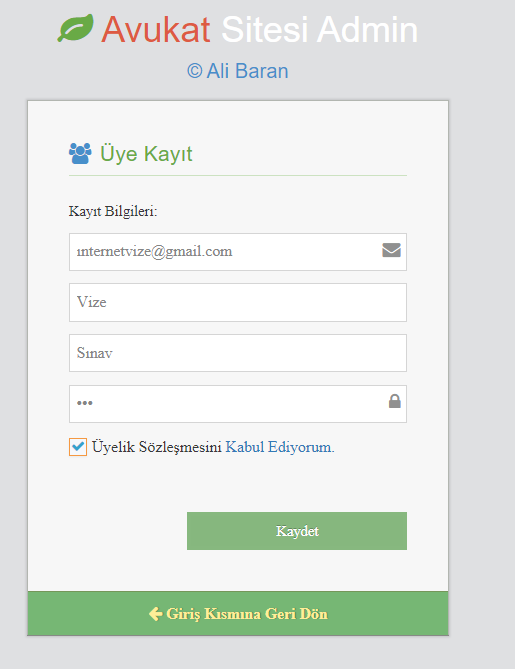 Avukat Sitesi Admin
© Ali Baran
Üye Kayıt
Kayıt Bilgileri:
ınternetvize@gmail.com
Vize
Sınav
•••
Üyelik Sözleşmesini Kabul Ediyorum.
Kaydet
Giriş Kısmına Geri Dön